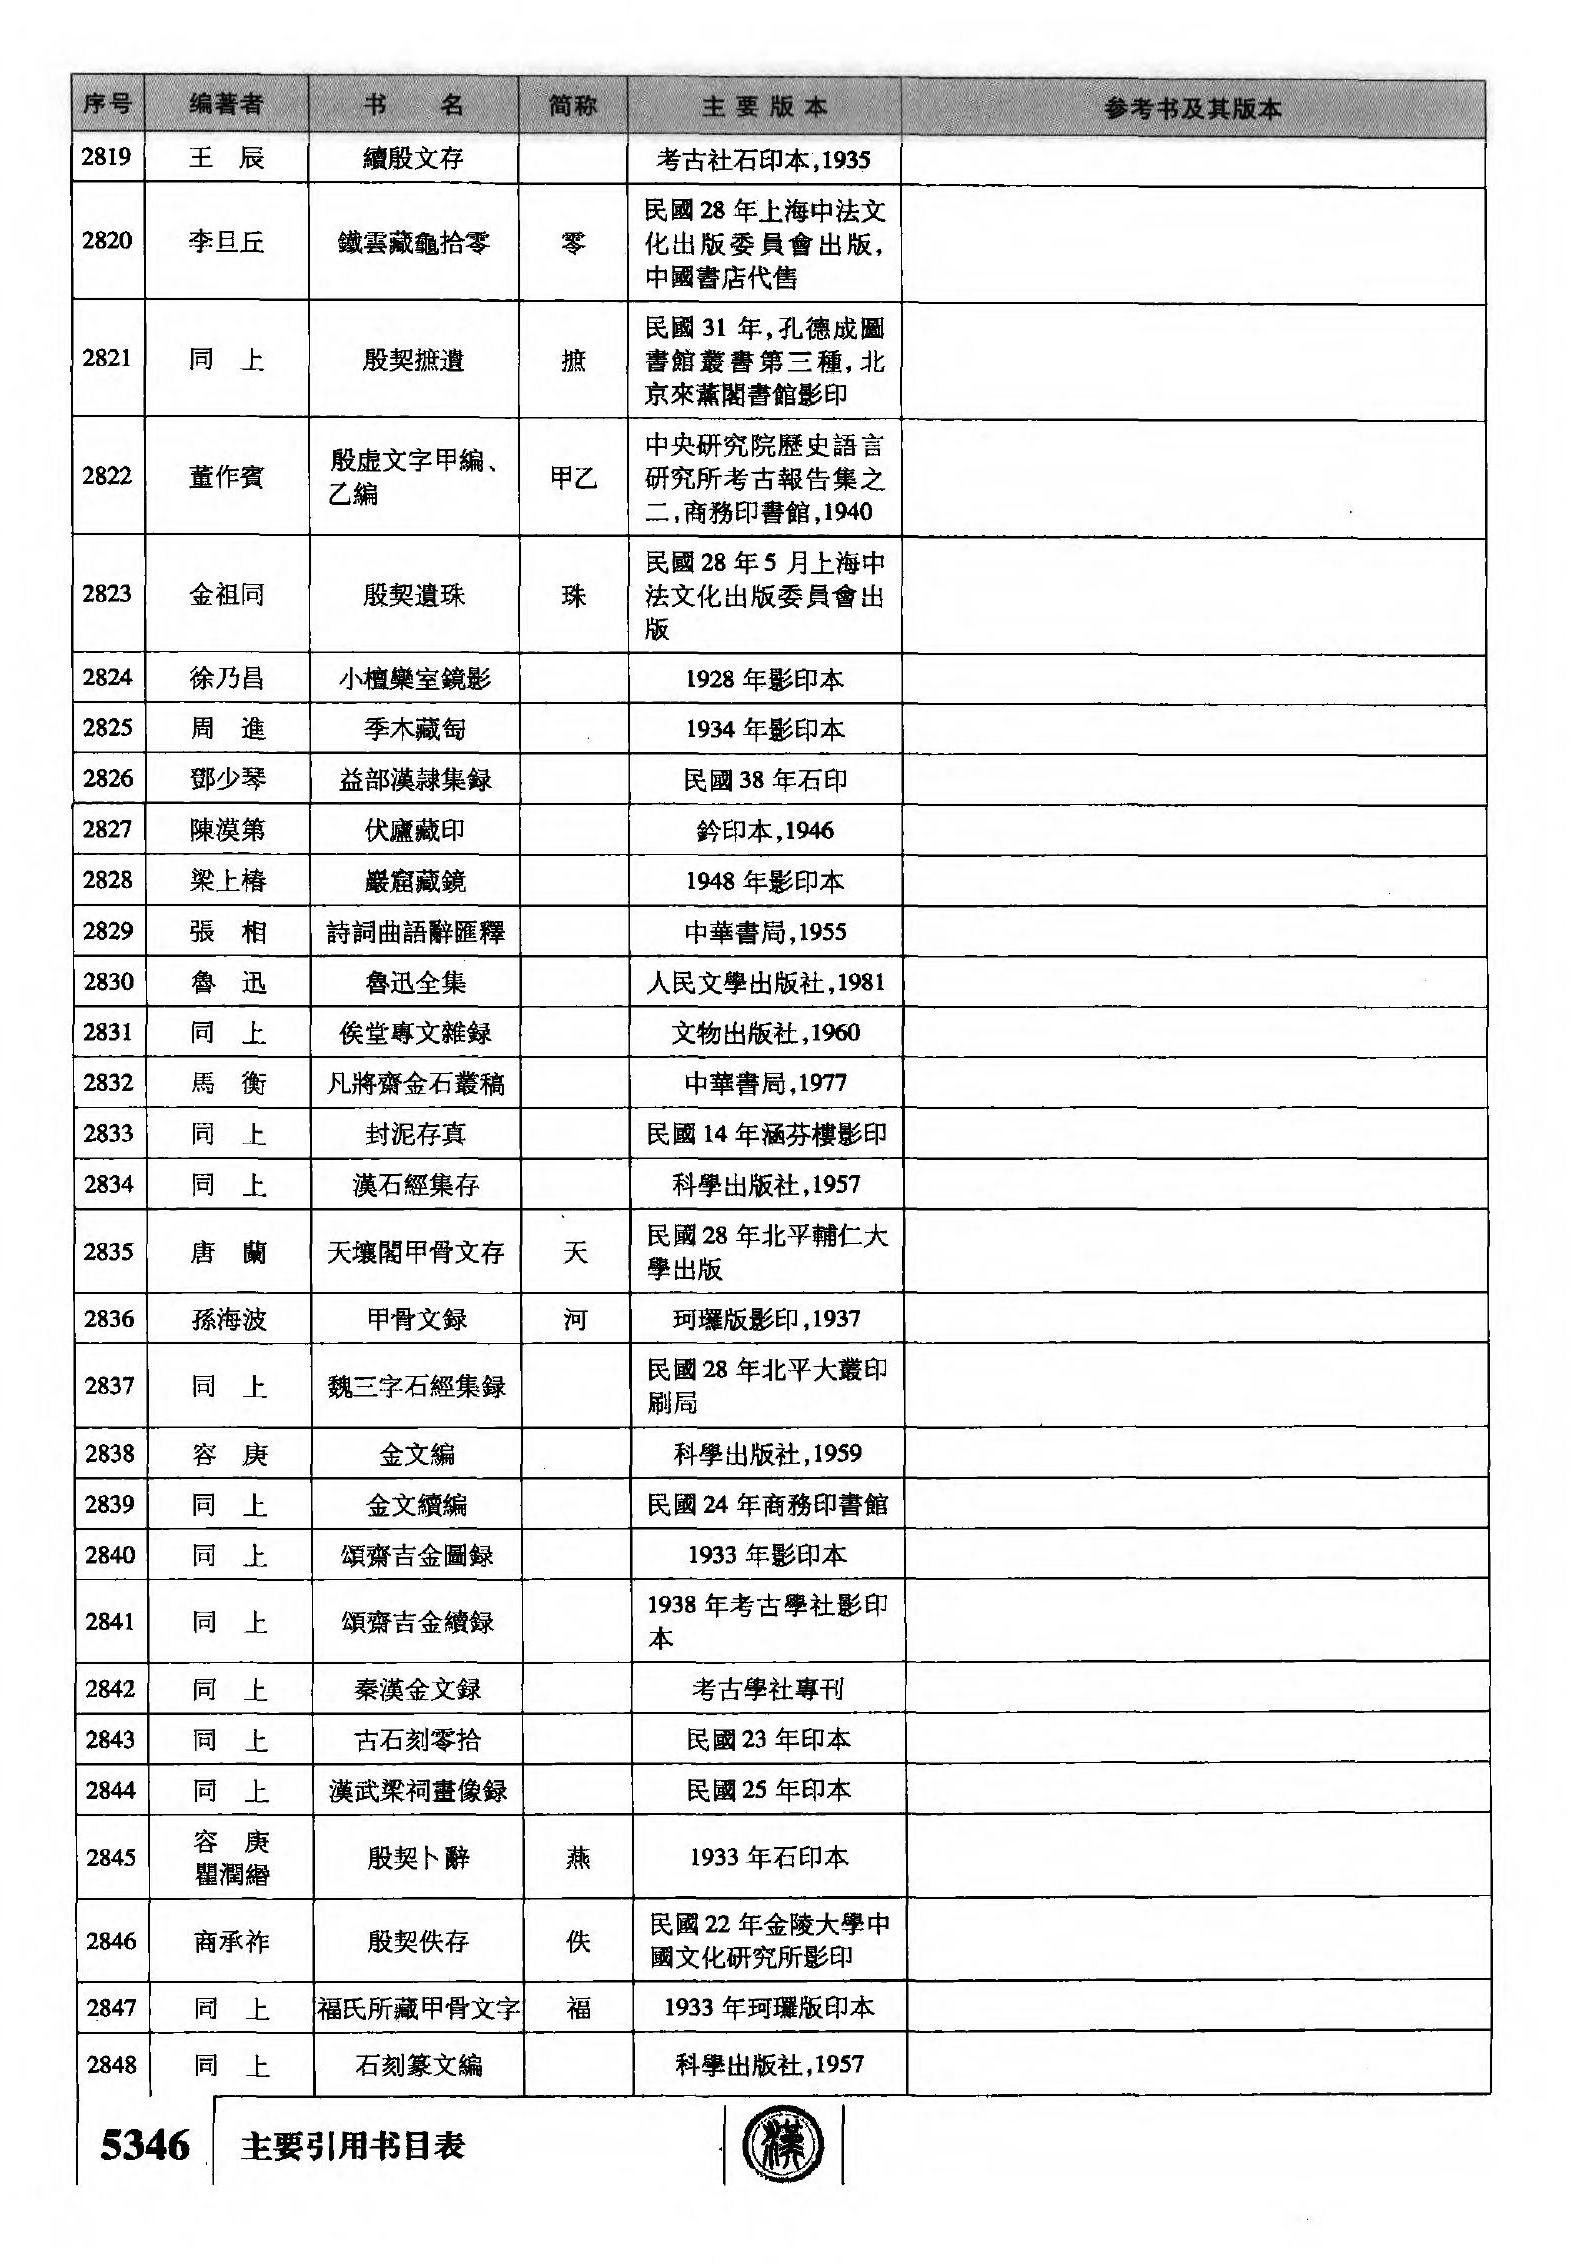 序号 编著者 书 名 简称 主要版本 参考书及其版本
2819 王 辰 續殷文存 考古社石印本,1935
2820 李旦丘 鐵雲藏龜拾零 零 民國28年上海中法文
化出版委員會出版,
中國書店代售
2821 同 上 殷契摭遺 摭 民國31年,孔德成圖
書館叢書第三種,北
京來薰閣書館影印
2822 董作賓 殷虚文字甲編、
乙編 甲乙 中央研究院歷史語言
研究所考古報告集之
二,商務印書館,1940
2823 金祖同 殷契遺珠 珠 民國28年5月上海中
法文化出版委員會出
版
2824 徐乃昌 小檀欒室鏡影 1928年影印本
2825 周 進 季木藏匋 1934年影印本
2826 鄧少琴 益部漢隷集録 民國38年石印
2827 陳漢第 伏廬藏印 鈐印本,1946
2828 梁上椿 巖窟藏鏡 1948年影印本
2829 張 相 詩詞曲語辭匯釋 中華書局,1955
2830 魯 迅 魯迅全集 人民文學出版社,1981
2831 同 上 俟堂專文雜録 文物出版社,1960
2832 馬 衡 凡將齋金石叢稿 中華書局,1977
2833 同 上 封泥存真 民國14年涵芬樓影印
2834 同 上 漢石經集存 科學出版社,1957
2835 唐 蘭 天壤閣甲骨文存 天 民國28年北平輔仁大
學出版
2836 孫海波 甲骨文録 河 珂瓓版影印,1937
2837 同 上 魏三字石經集録 民國28年北平大叢印
刷局
2838 容 庚 金文編 科學出版社,1959
2839 同 上 金文續編 民國24年商務印書館
2840 同 上 頌齋吉金圖録 1933年影印本
2841 同 上 頌齋吉金續録 1938年考古學社影印
本
2842 同 上 秦漢金文録 考古學社專刊
2843 同 上 古石刻零拾 民國23年印本
2844 同 上 漢武梁祠畫像録 民國25年印本
2845 容 庚
瞿潤緡 殷契卜辭 燕 1933年石印本
2846 商承祚 殷契佚存 佚 民國22年金陵大學中
國文化研究所影印
2847 同 上 福氏所藏甲骨文字 福 1933年珂瓓版印本
2848 同 上 石刻篆文編 科學出版社,1957
5346 主要引用书目表 漢